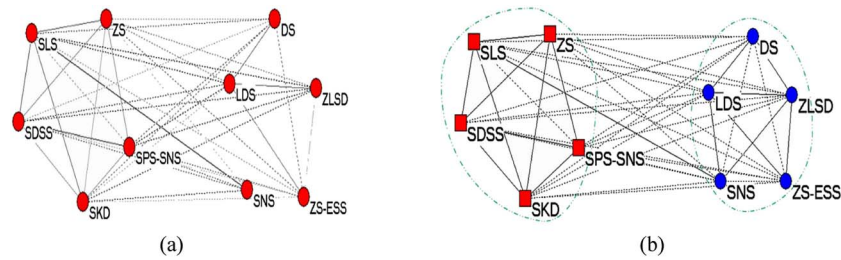 ZS
DS
SLS
LDS
ZLSD
SDSS
SPS-SNS
SNS
SKD
ZS-ESS
(a)
ZS
DS
SLS
LDS
ZLSD
SDSS
SPS-SNS
SNS
ZS-ESS
SKD
(b)